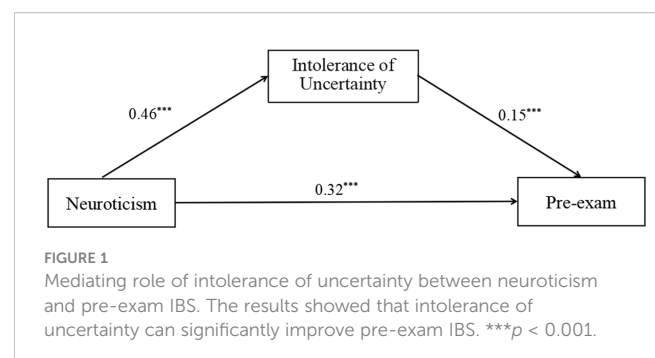 Intolerance of
Uncertainty
0.46***
0.15***
0.32***
Neuroticism
Pre-exam
FIGURE 1
Mediating role of intolerance of uncertainty between neuroticism
and pre-exam IBS. The results showed that intolerance of
uncertainty can significantly improve pre-exam IBS. ***p < 0.001.